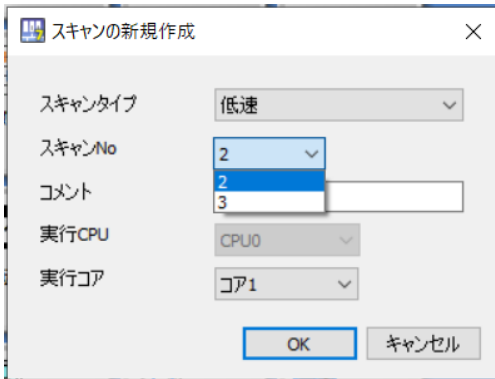 スキャンの新規作成
スキャンタイプ 低速
スキャンNo 2
2
コメント
3
実行CPU CPU0
実行コア コア1
OK キャンセル